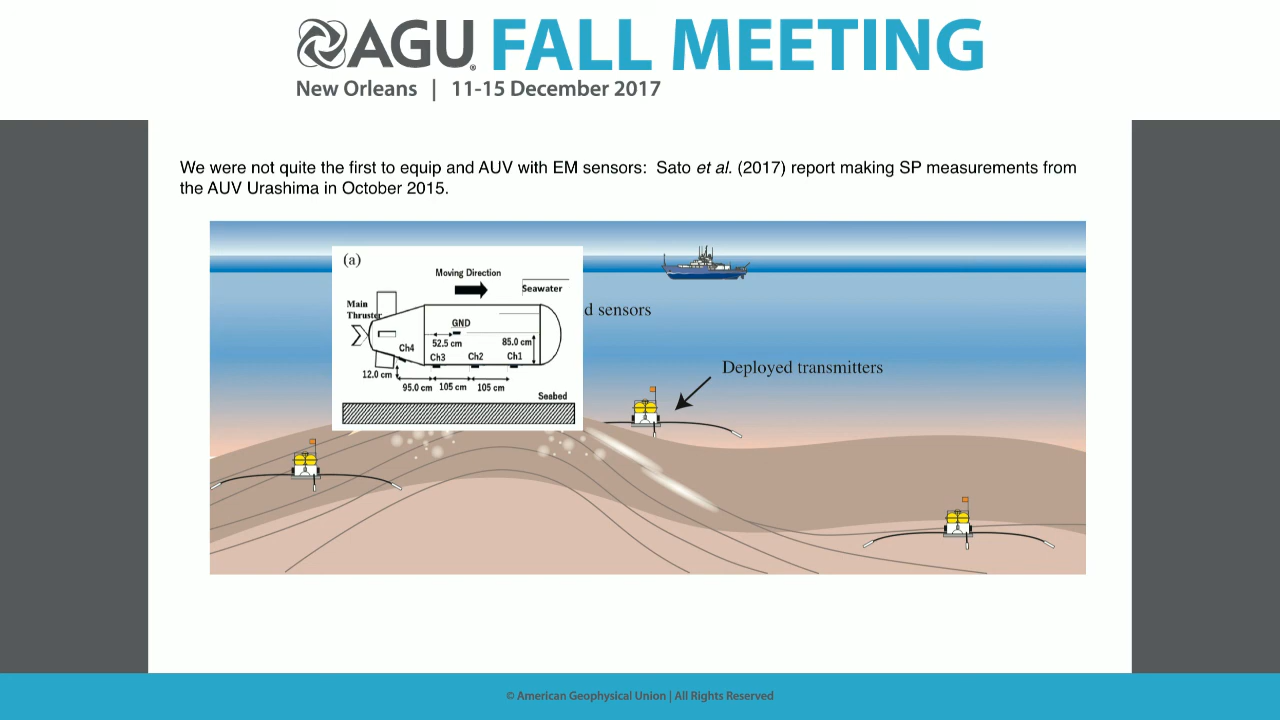 AGU FALL MEETING
New Orleans | 11-15 December 2017
We were not quite the first to equip and AUV with EM sensors: Sato et al. (2017) report making SP measurements from
the AUV Urashima in October 2015.
(a)
Moving Direction
Seawater
Main
Thruster
GND
52.5 cm
85.0 cm
Ch4
Ch3
Ch2
Ch1
12.0 cm
95.0 cm
105 cm
105 cm
Seabed
d sensors
Deployed transmitters
© American Geophysical Union | All Rights Reserved